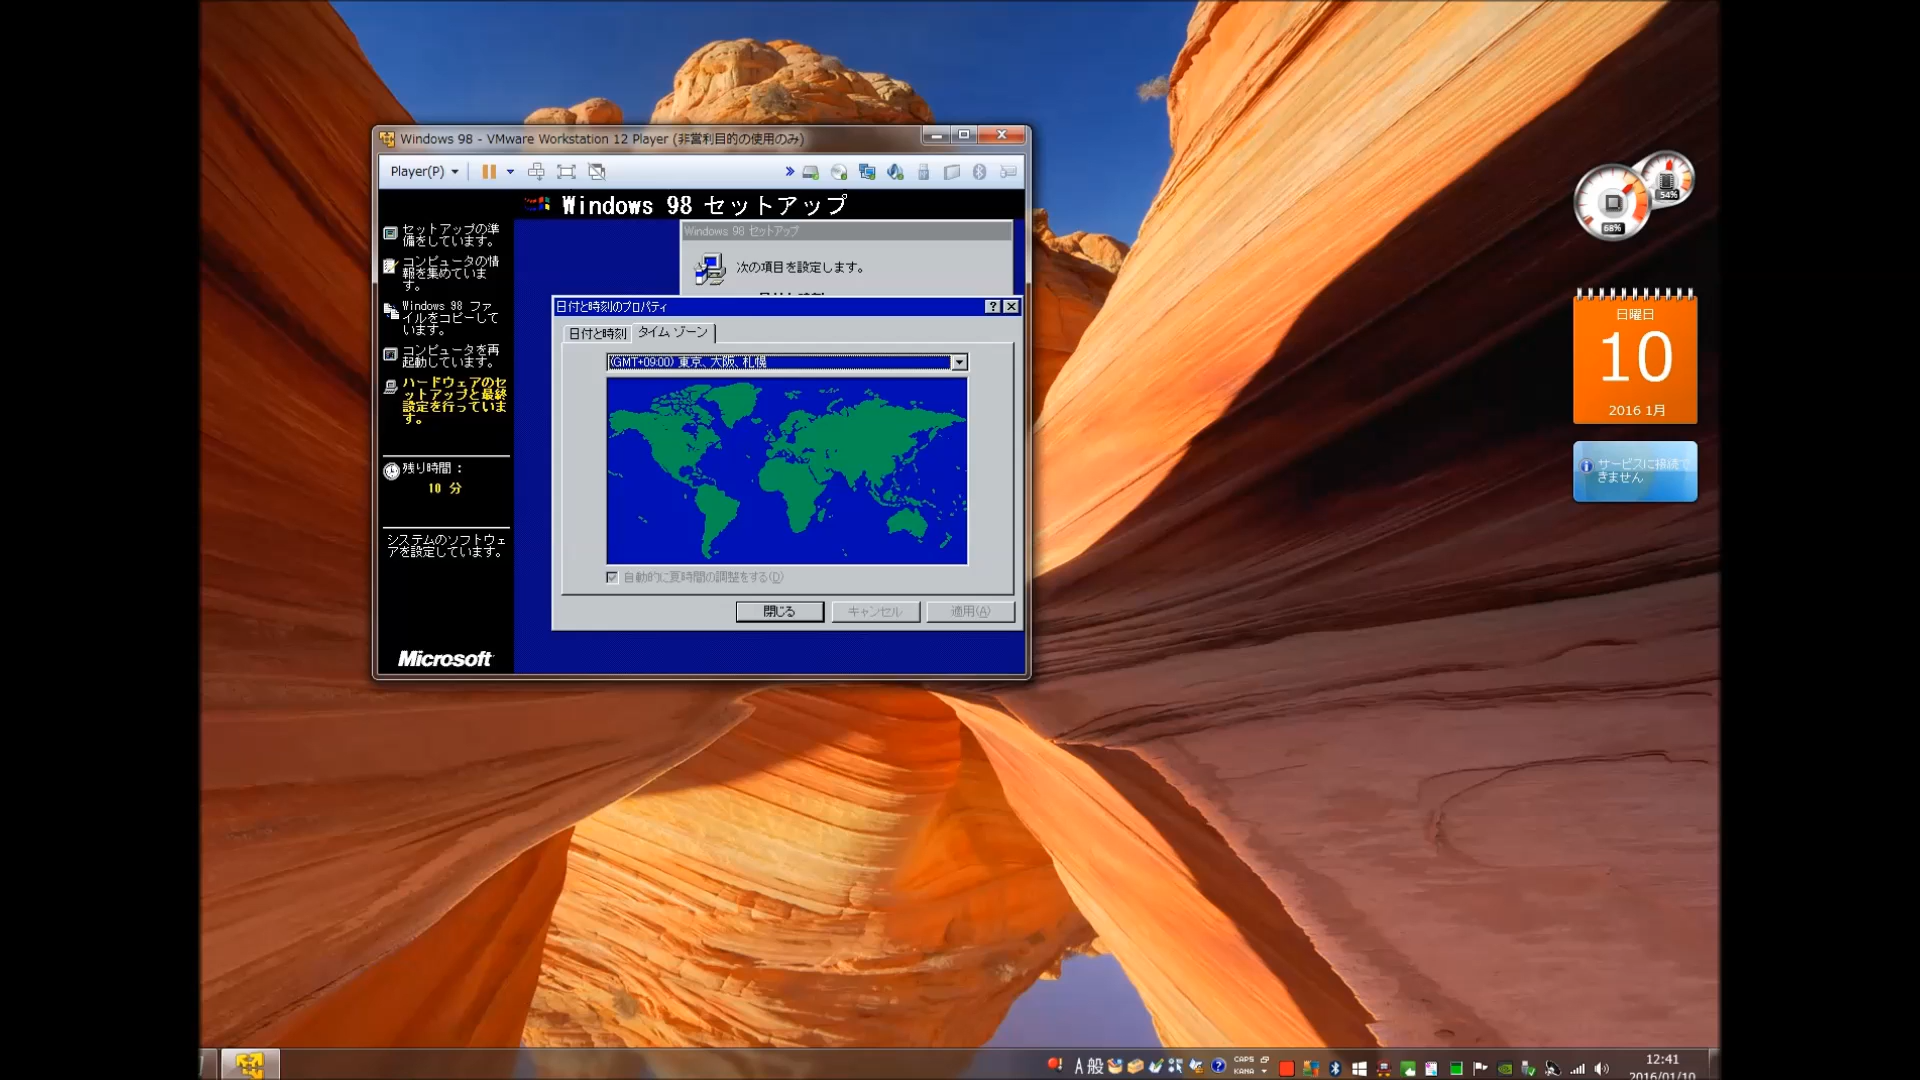 Windows 98 - VMware Workstation 12 Player (非営利目的の使用のみ)
Player(P)
Windows 98 セットアップ
セットアップの準
備をしています。
コンピュータの情
報を集めていま
す。
Windows 98 ファ
イルをコピーして
います。
コンピュータを再
起動しています。
ハードウェアのセ
ットアップと最終
設定を行っていま
す。
残り時間：
10 分
システムのソフトウェ
アを設定しています。
Microsoft
Windows 98 セットアップ
次の項目を設定します。
日付と時刻のプロパティ
日付と時刻
タイム ゾーン
(GMT+09:00) 東京、大阪、札幌
自動的に夏時間の調整をする(D)
閉じる
キャンセル
適用(A)
54%
68%
日曜日
10
2016 1月
サービスに接続で
きません
A 般
CAPS
KANA
12:41
2016/01/10